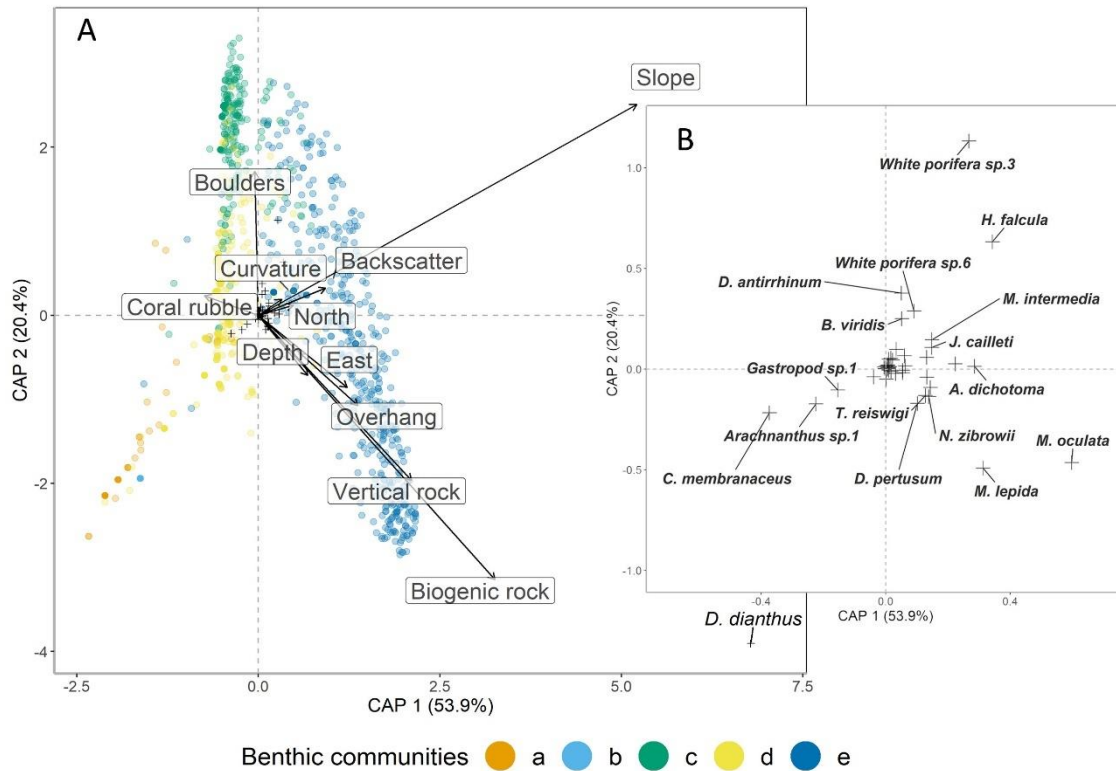 A
Slope
B
White porifera sp.3
2
Boulders
H. falcula
Curvature
Backscatter
White porifera sp.6
D. antirrhinum
M. intermedia
Coral rubble
North
B. viridis
J. cailleti
0
Depth
East
Gastropod sp.1
A. dichotoma
Overhang
T. reiswigi
N. zibrowii
M. oculata
Arachnanthus sp.1
C. membranaceus
D. pertusum
M. lepida
-2
Vertical rock
Biogenic rock
CAP 2 (20.4%)
1.0
0.5
0.0
-0.5
-1.0
CAP 2 (20.4%)
-0.4
0.0
0.4
CAP 1 (53.9%)
D. dianthus
-4
-2.5
0.0
2.5
5.0
7.5
CAP 1 (53.9%)
Benthic communities a b c d e